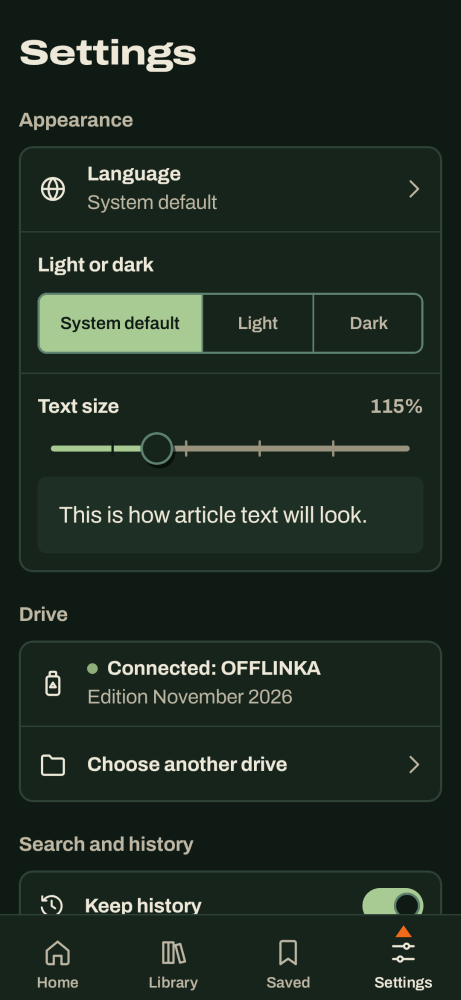 Settings
Appearance
Language
System default
Light or dark
System default
Light
Dark
Text size
115%
This is how article text will look.
Drive
Connected: OFFLINKA
Edition November 2026
Choose another drive
Search and history
Keep history
Home
Library
Saved
Settings